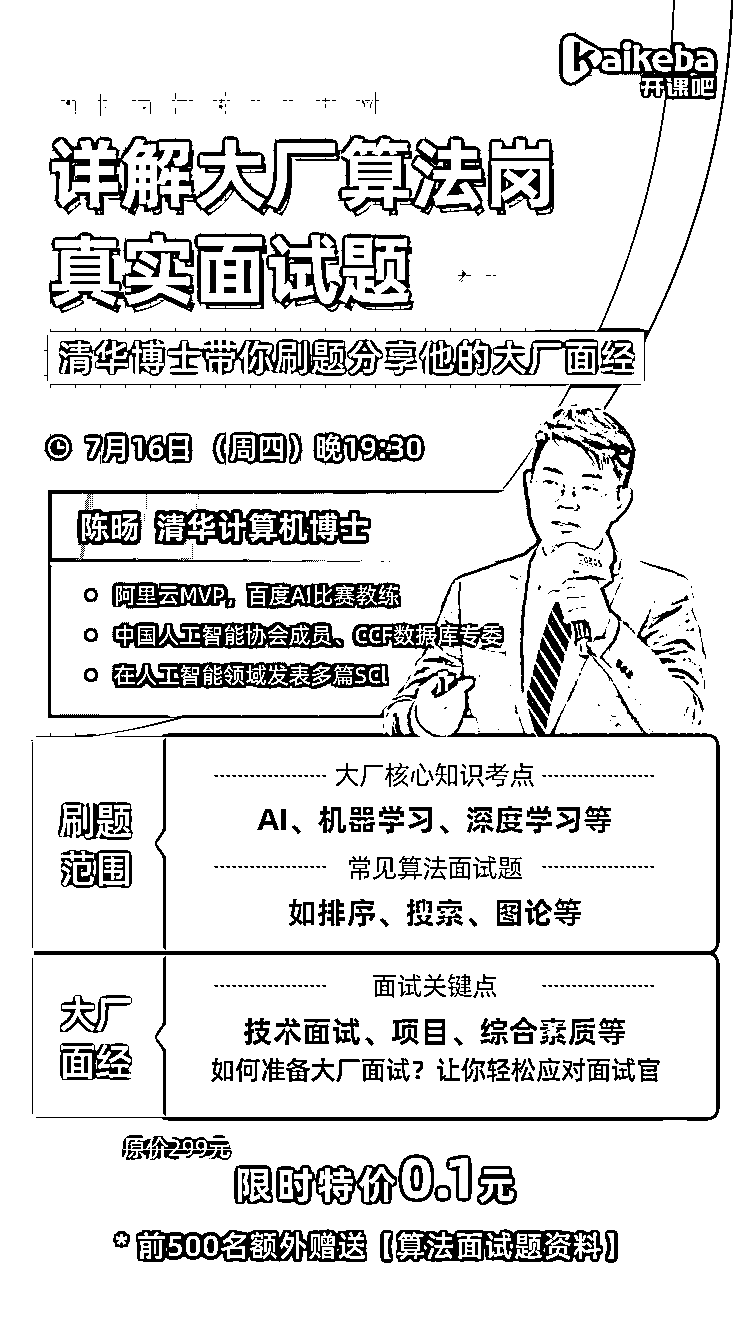 kaikeba
开课吧
详解大厂算法岗
真实面试题
清华博士带你刷题分享他的大厂面经
7月16日（周四）晚19:30
陈旸 清华计算机博士
阿里云MVP，百度AI比赛教练
中国人工智能协会成员、CCF数据库专委
在人工智能领域发表多篇SCI
刷题
范围
大厂核心知识考点
AI、机器学习、深度学习等
常见算法面试题
如排序、搜索、图论等
大厂
面经
面试关键点
技术面试、项目、综合素质等
如何准备大厂面试？让你轻松应对面试官
原价299元
限时特价0.1元
* 前500名额外赠送【算法面试题资料】